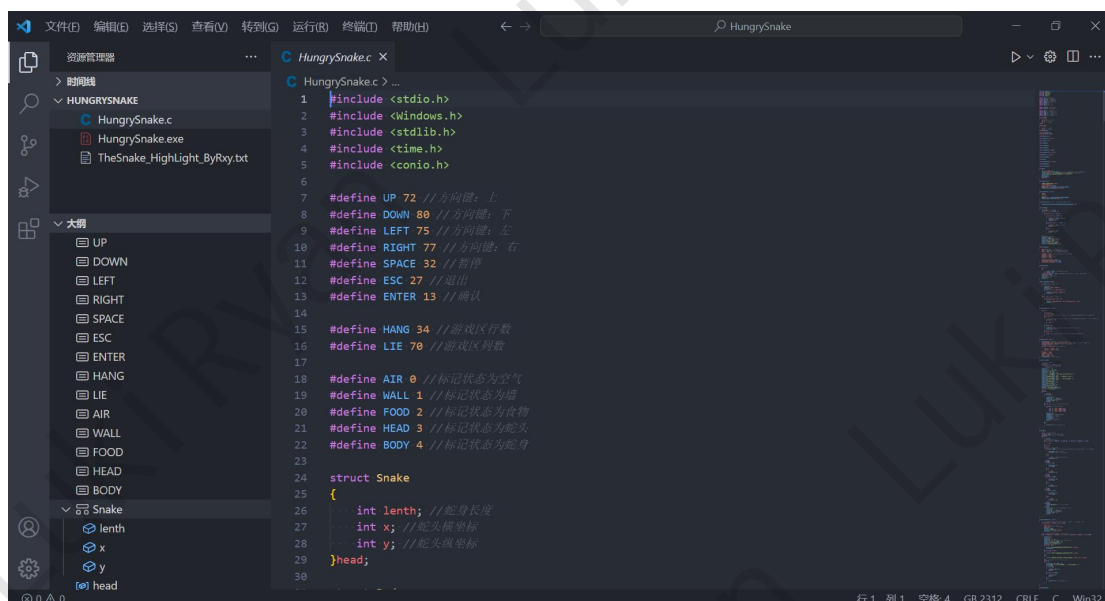 文件(F) 编辑(E) 选择(S) 查看(V) 转到(G) 运行(R) 终端(T) 帮助(H) HungrySnake
资源管理器
时间线
HUNGRYSNAKE
HungrySnake.c
HungrySnake.exe
TheSnake_HighLight_ByRxy.txt
大纲
UP
DOWN
LEFT
RIGHT
SPACE
ESC
ENTER
HANG
LIE
AIR
WALL
FOOD
HEAD
BODY
Snake
lenth
x
y
head
HungrySnake.c
HungrySnake.c > ...
1 #include <stdio.h>
2 #include <Windows.h>
3 #include <stdlib.h>
4 #include <time.h>
5 #include <conio.h>
6
7 #define UP 72 //方向键：上
8 #define DOWN 80 //方向键：下
9 #define LEFT 75 //方向键：左
10 #define RIGHT 77 //方向键：右
11 #define SPACE 32 //暂停
12 #define ESC 27 //退出
13 #define ENTER 13 //确认
14
15 #define HANG 34 //游戏区行数
16 #define LIE 70 //游戏区列数
17
18 #define AIR 0 //标记状态为空气
19 #define WALL 1 //标记状态为墙
20 #define FOOD 2 //标记状态为食物
21 #define HEAD 3 //标记状态为蛇头
22 #define BODY 4 //标记状态为蛇身
23
24 struct Snake
25 {
26 int lenth; //蛇身长度
27 int x; //蛇头横坐标
28 int y; //蛇头纵坐标
29 }head;
30
0 0 行 1, 列 1 空格: 4 GB 2312 CRLF C Win32
Luki Ryan